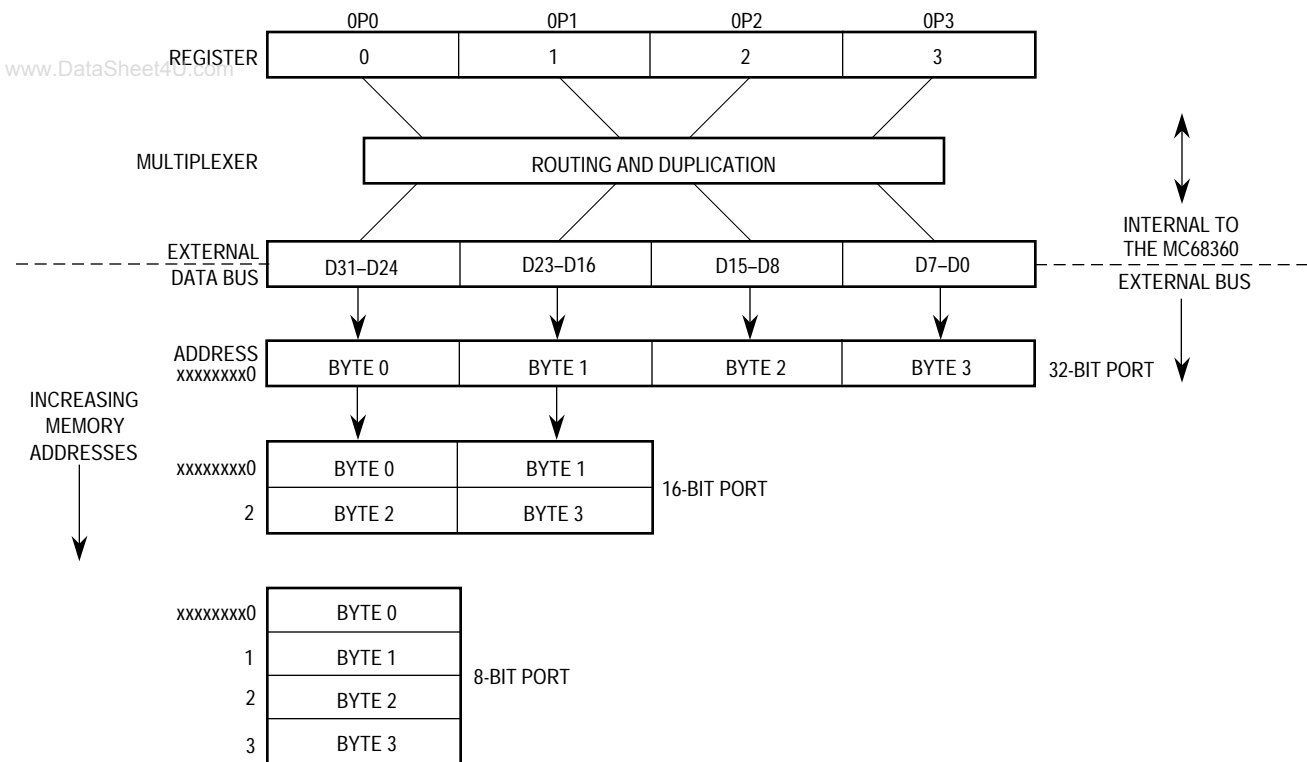 0P0 0P1 0P2 0P3
REGISTER 0 1 2 3
www.DataSheet4U.com
MULTIPLEXER ROUTING AND DUPLICATION
INTERNAL TO
THE MC68360
EXTERNAL
DATA BUS
D31–D24 D23–D16 D15–D8 D7–D0
EXTERNAL BUS
ADDRESS
xxxxxxxx0
BYTE 0 BYTE 1 BYTE 2 BYTE 3 32-BIT PORT
INCREASING
MEMORY
ADDRESSES
xxxxxxxx0 BYTE 0 BYTE 1
16-BIT PORT
2 BYTE 2 BYTE 3
xxxxxxxx0 BYTE 0
1 BYTE 1
8-BIT PORT
2 BYTE 2
3 BYTE 3